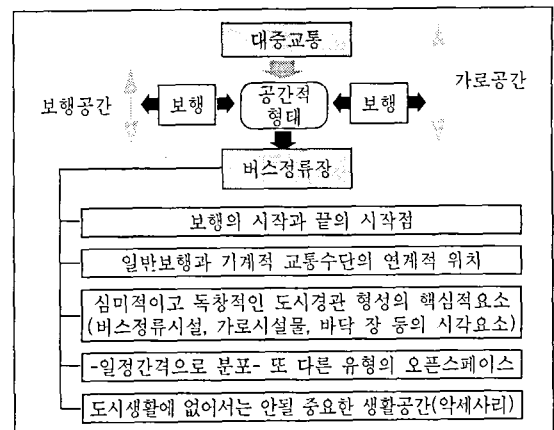 대중교통
보행공간
보행
공간적
형태
보행
가로공간
버스정류장
보행의 시작과 끝의 시작점
일반보행과 기계적 교통수단의 연계적 위치
심미적이고 독창적인 도시경관 형성의 핵심적요소
(버스정류시설, 가로시설물, 바닥 장 등의 시각요소)
-일정간격으로 분포- 또 다른 유형의 오픈스페이스
도시생활에 없어서는 안될 중요한 생활공간(악세사리)